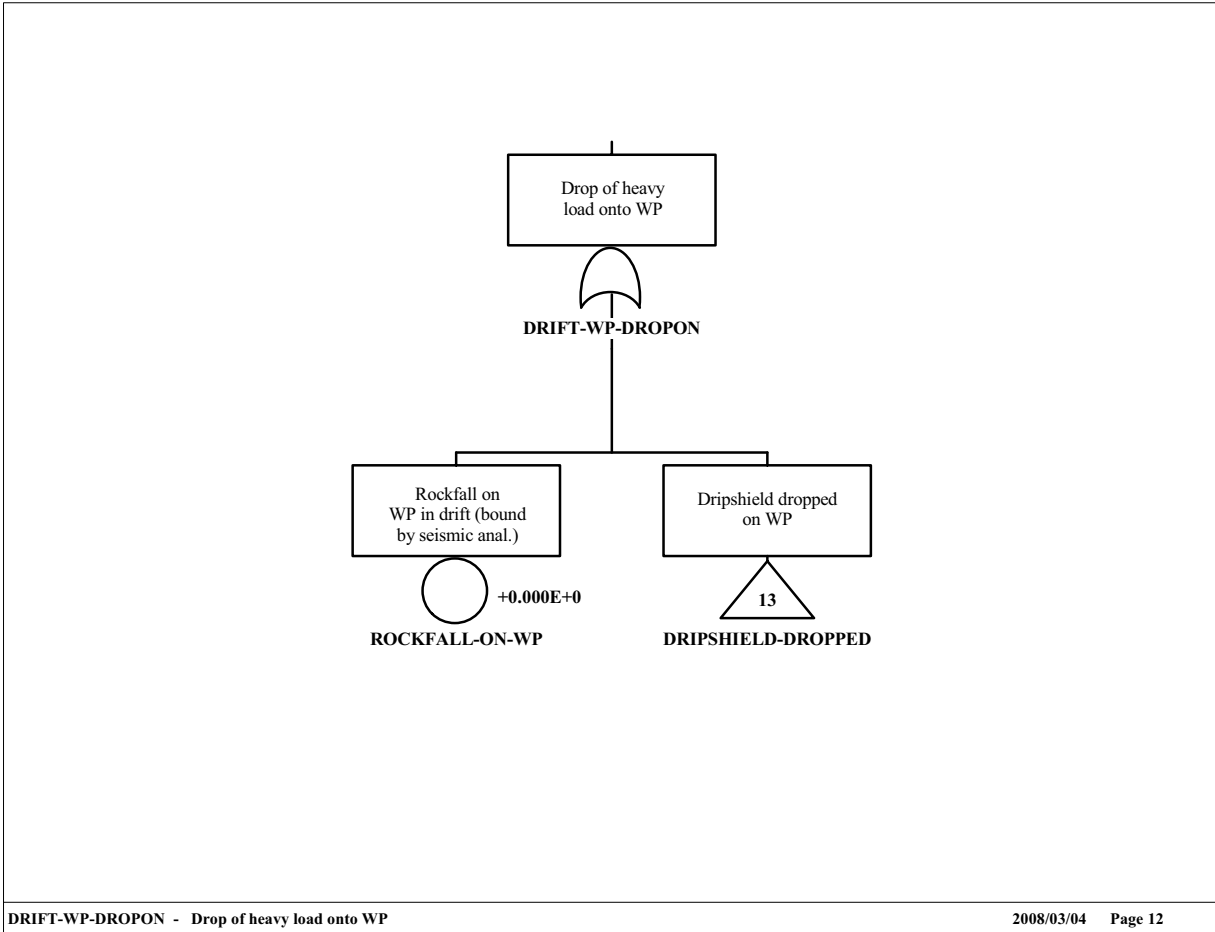 Drop of heavy
load onto WP
DRIFT-WP-DROPON
Rockfall on
WP in drift (bound
by seismic anal.)
+0.000E+0
ROCKFALL-ON-WP
Dripshield dropped
on WP
13
DRIPSHIELD-DROPPED
DRIFT-WP-DROPON - Drop of heavy load onto WP
2008/03/04 Page 12